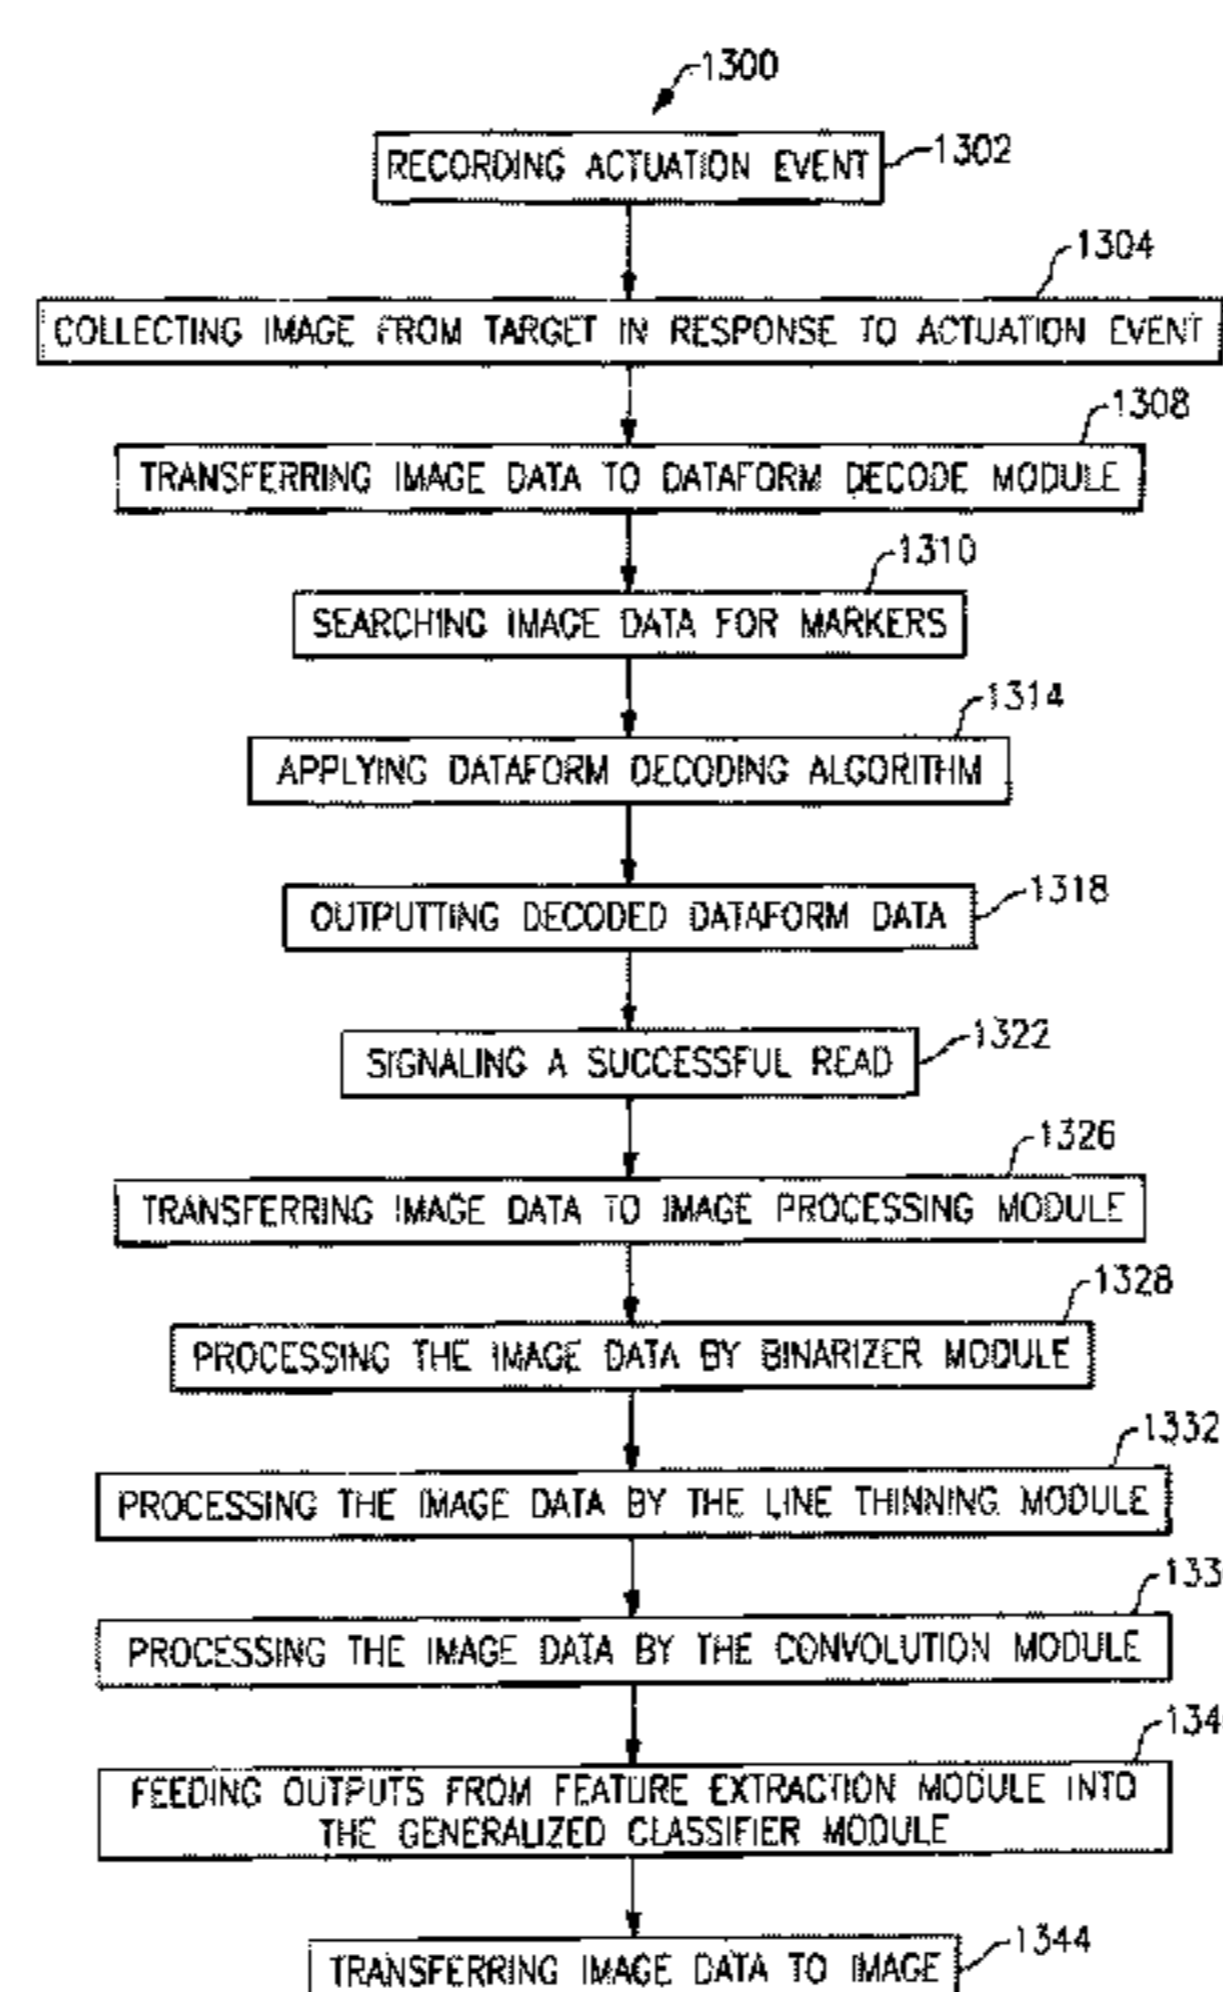 1300
RECORDING ACTUATION EVENT
1302
1304
COLLECTING IMAGE FROM TARGET IN RESPONSE TO ACTUATION EVENT
1308
TRANSFERRING IMAGE DATA TO DATAFORM DECODE MODULE
1310
SEARCHING IMAGE DATA FOR MARKERS
1314
APPLYING DATAFORM DECODING ALGORITHM
1318
OUTPUTTING DECODED DATAFORM DATA
1322
SIGNALING A SUCCESSFUL READ
1326
TRANSFERRING IMAGE DATA TO IMAGE PROCESSING MODULE
1328
PROCESSING THE IMAGE DATA BY BINARIZER MODULE
1332
PROCESSING THE IMAGE DATA BY THE LINE THINNING MODULE
PROCESSING THE IMAGE DATA BY THE CONVOLUTION MODULE
FEEDING OUTPUTS FROM FEATURE EXTRACTION MODULE INTO
THE GENERALIZED CLASSIFIER MODULE
1344
TRANSFERRING IMAGE DATA TO IMAGE